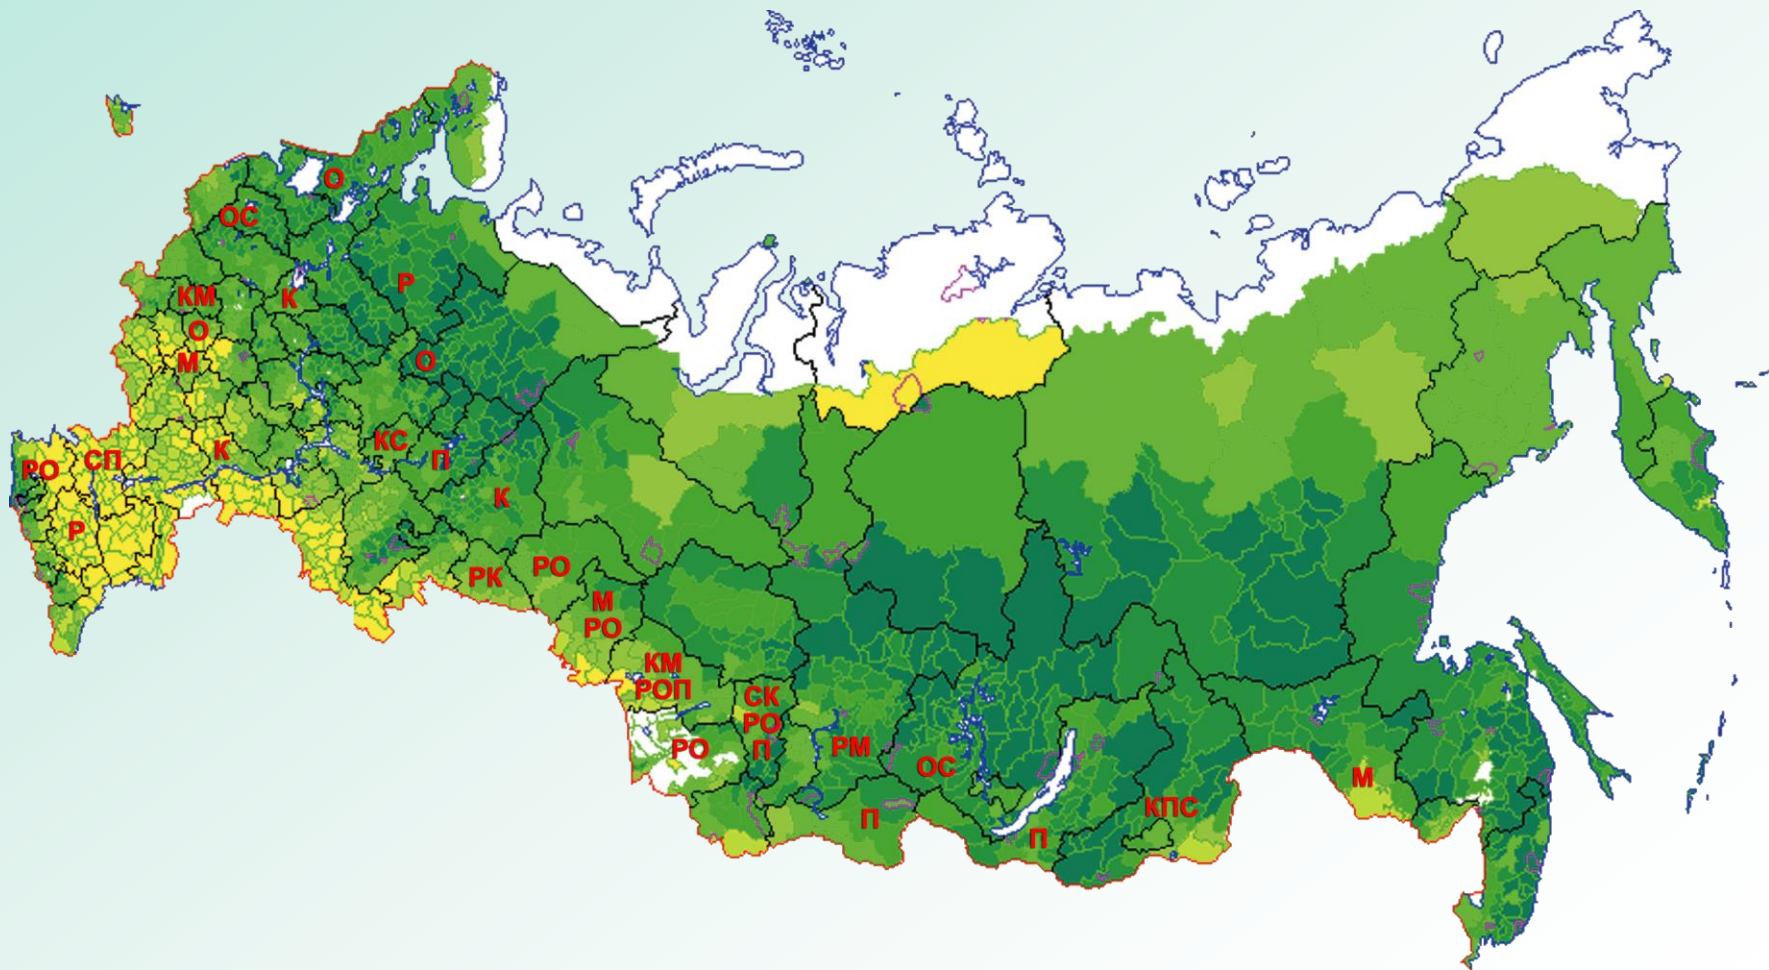 О
ОС
Р
КМ
К
О
М
О
КС
П
К
РО
СП
Р
К
РК
РО
М
РО
КМ
РОП
СК
РО
П
РО
РМ
ОС
П
П
КПС
М